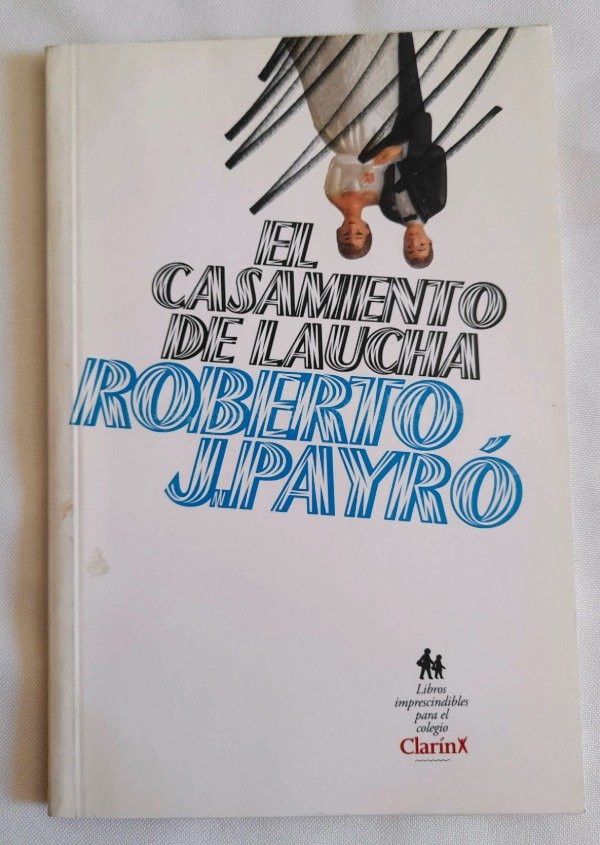 EL
CASAMIENTO
DE LAUCHA
ROBERTO
J. PAYRÓ
Libros
imprescindibles
para el
colegio
Clarín